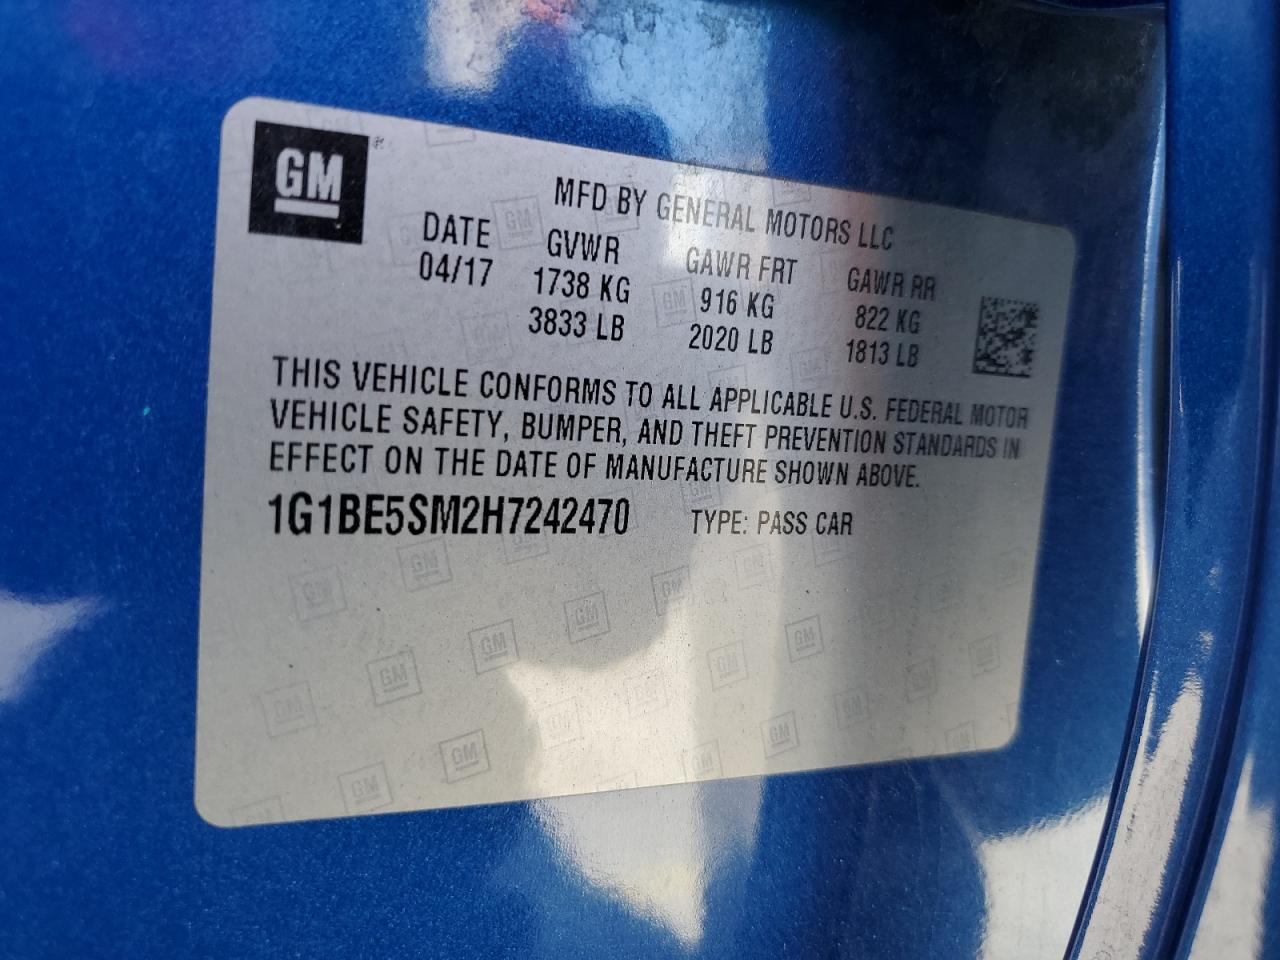 GM
MFD BY GENERAL MOTORS LLC
DATE GVWR GAWR FRT GAWR RR
04/17 1738 KG 916 KG 822 KG
3833 LB 2020 LB 1813 LB
THIS VEHICLE CONFORMS TO ALL APPLICABLE U.S. FEDERAL MOTOR
VEHICLE SAFETY, BUMPER, AND THEFT PREVENTION STANDARDS IN
EFFECT ON THE DATE OF MANUFACTURE SHOWN ABOVE.
1G1BE5SM2H7242470 TYPE: PASS CAR